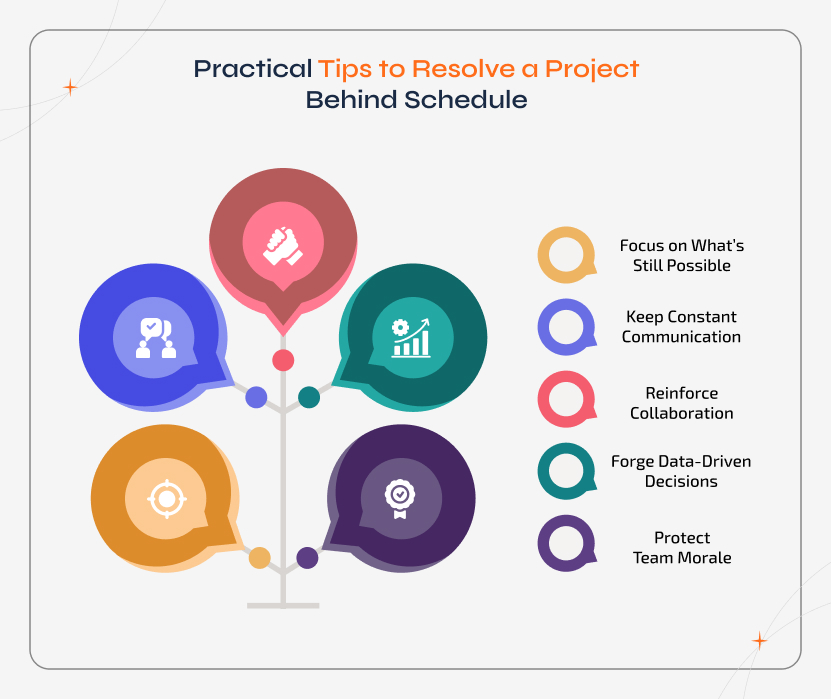 Practical Tips to Resolve a Project
Behind Schedule
Focus on What's
Still Possible
Keep Constant
Communication
Reinforce
Collaboration
Forge Data-Driven
Decisions
Protect
Team Morale